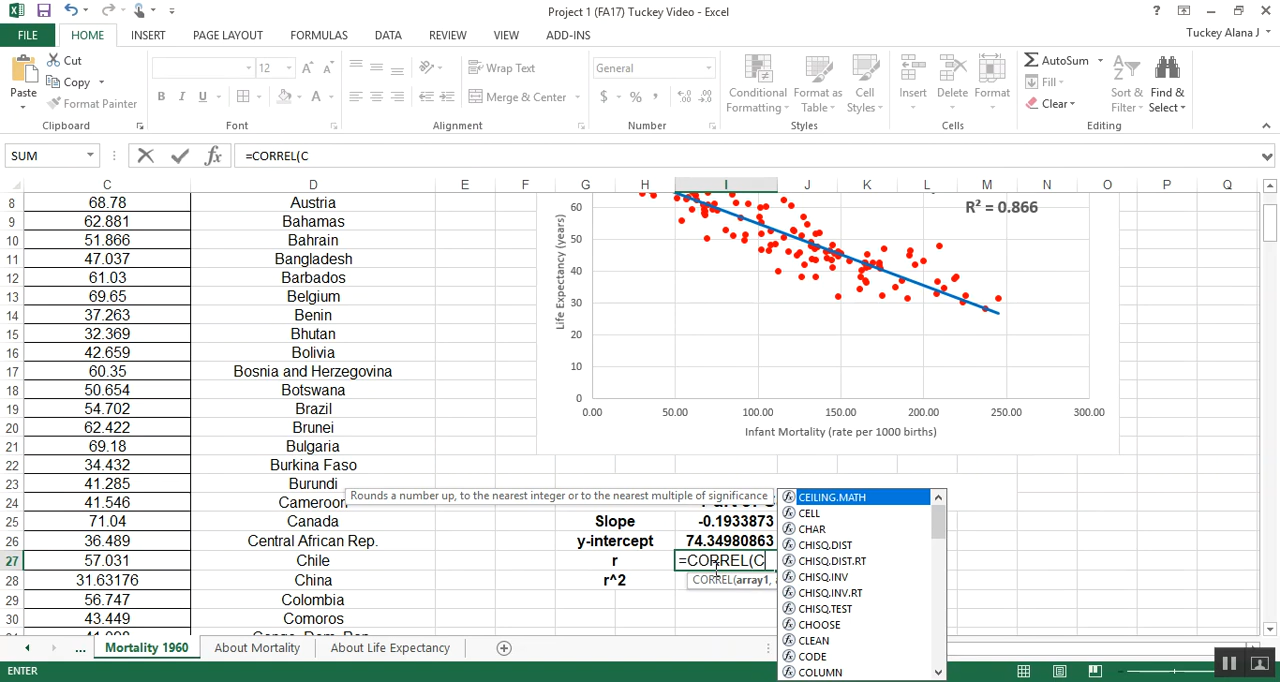 Project 1 (FA17) Tuckey Video - Excel
?
FILE HOME INSERT PAGE LAYOUT FORMULAS DATA REVIEW VIEW ADD-INS Tuckey Alana J
Paste Cut
Copy
Format Painter
12 A A
B I U A
Wrap Text
Merge & Center
General
$ % ,
Conditional Formatting Format as Table Cell Styles
Insert Delete Format
AutoSum
Fill
Clear
Sort & Filter Find & Select
Clipboard Font Alignment Number Styles Cells Editing
SUM fx =CORREL(C
C D E F G H I J K L M N O P Q
8 68.78 Austria
9 62.881 Bahamas
10 51.866 Bahrain
11 47.037 Bangladesh
12 61.03 Barbados
13 69.65 Belgium
14 37.263 Benin
15 32.369 Bhutan
16 42.659 Bolivia
17 60.35 Bosnia and Herzegovina
18 50.654 Botswana
19 54.702 Brazil
20 62.422 Brunei
21 69.18 Bulgaria
22 34.432 Burkina Faso
23 41.285 Burundi
24 41.546 Cameroon
25 71.04 Canada Slope -0.1933873
26 36.489 Central African Rep. y-intercept 74.34980863
27 57.031 Chile r =CORREL(C
28 31.63176 China r^2
29 56.747 Colombia
30 43.449 Comoros
R² = 0.866
Life Expectancy (years)
60
50
40
30
20
10
0
0.00 50.00 100.00 150.00 200.00 250.00 300.00
Infant Mortality (rate per 1000 births)
Rounds a number up, to the nearest integer or to the nearest multiple of significance
CORREL(array1,
CEILING.MATH
CELL
CHAR
CHISQ.DIST
CHISQ.DIST.RT
CHISQ.INV
CHISQ.INV.RT
CHISQ.TEST
CHOOSE
CLEAN
CODE
COLUMN
... Mortality 1960 About Mortality About Life Expectancy
ENTER